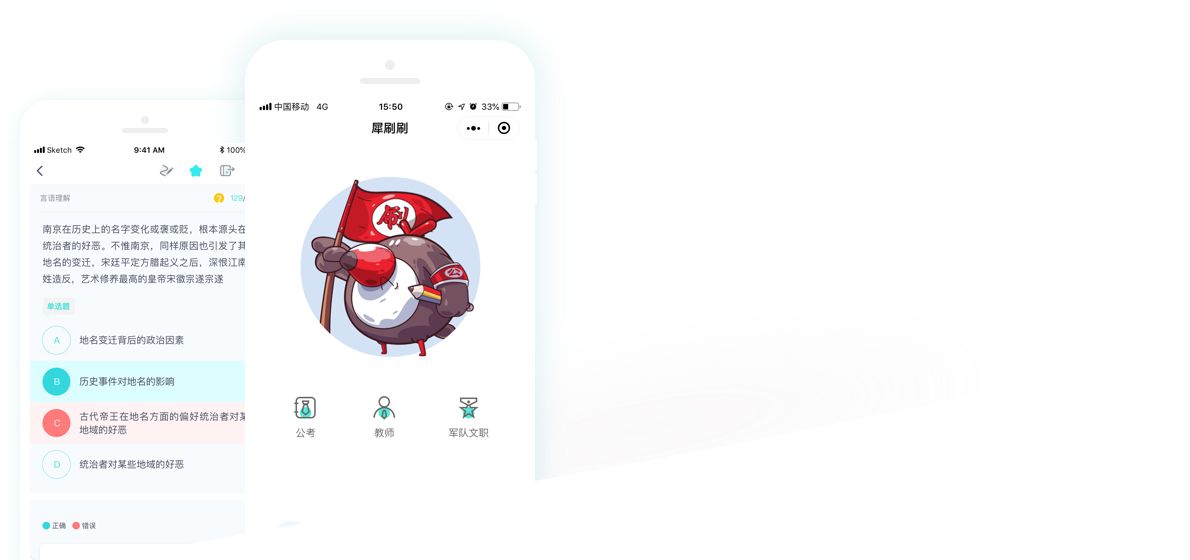 Sketch 9:41 AM 100%
言语理解 129/
南京在历史上的名字变化或褒或贬，根本源头在
统治者的好恶。不惟南京，同样原因也引发了其
地名的变迁，宋廷平定方腊起义之后，深恨江南
姓造反，艺术修养最高的皇帝宋徽宗遂宗遂
单选题
A 地名变迁背后的政治因素
B 历史事件对地名的影响
C 古代帝王在地名方面的偏好统治者对某
地域的好恶
D 统治者对某些地域的好恶
正确 错误
中国移动 4G 15:50 33%
犀刷刷
刷
公
公考 教师 军队文职